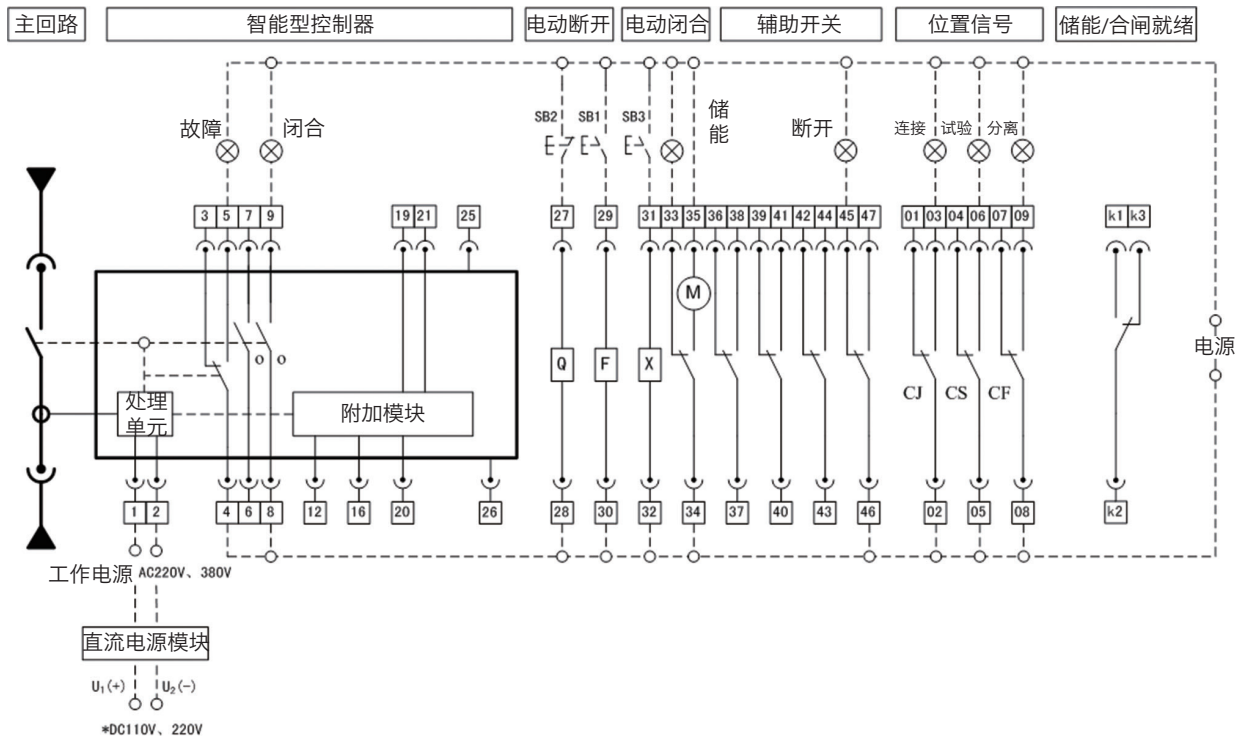 主回路 智能型控制器 电动断开 电动闭合 辅助开关 位置信号 储能/合闸就绪
SB2 SB1 SB3 储能
故障 闭合 断开 连接 试验 分离
3 5 7 9 19 21 25 27 29 31 33 35 36 38 39 41 42 44 45 47 01 03 04 06 07 09 k1 k3
M
电源
o o Q F X
CJ CS CF
处理单元 附加模块
1 2 4 6 8 12 16 20 26 28 30 32 34 37 40 43 46 02 05 08 k2
工作电源 AC220V、380V
直流电源模块
U₁(+) U₂(-)
*DC110V、220V